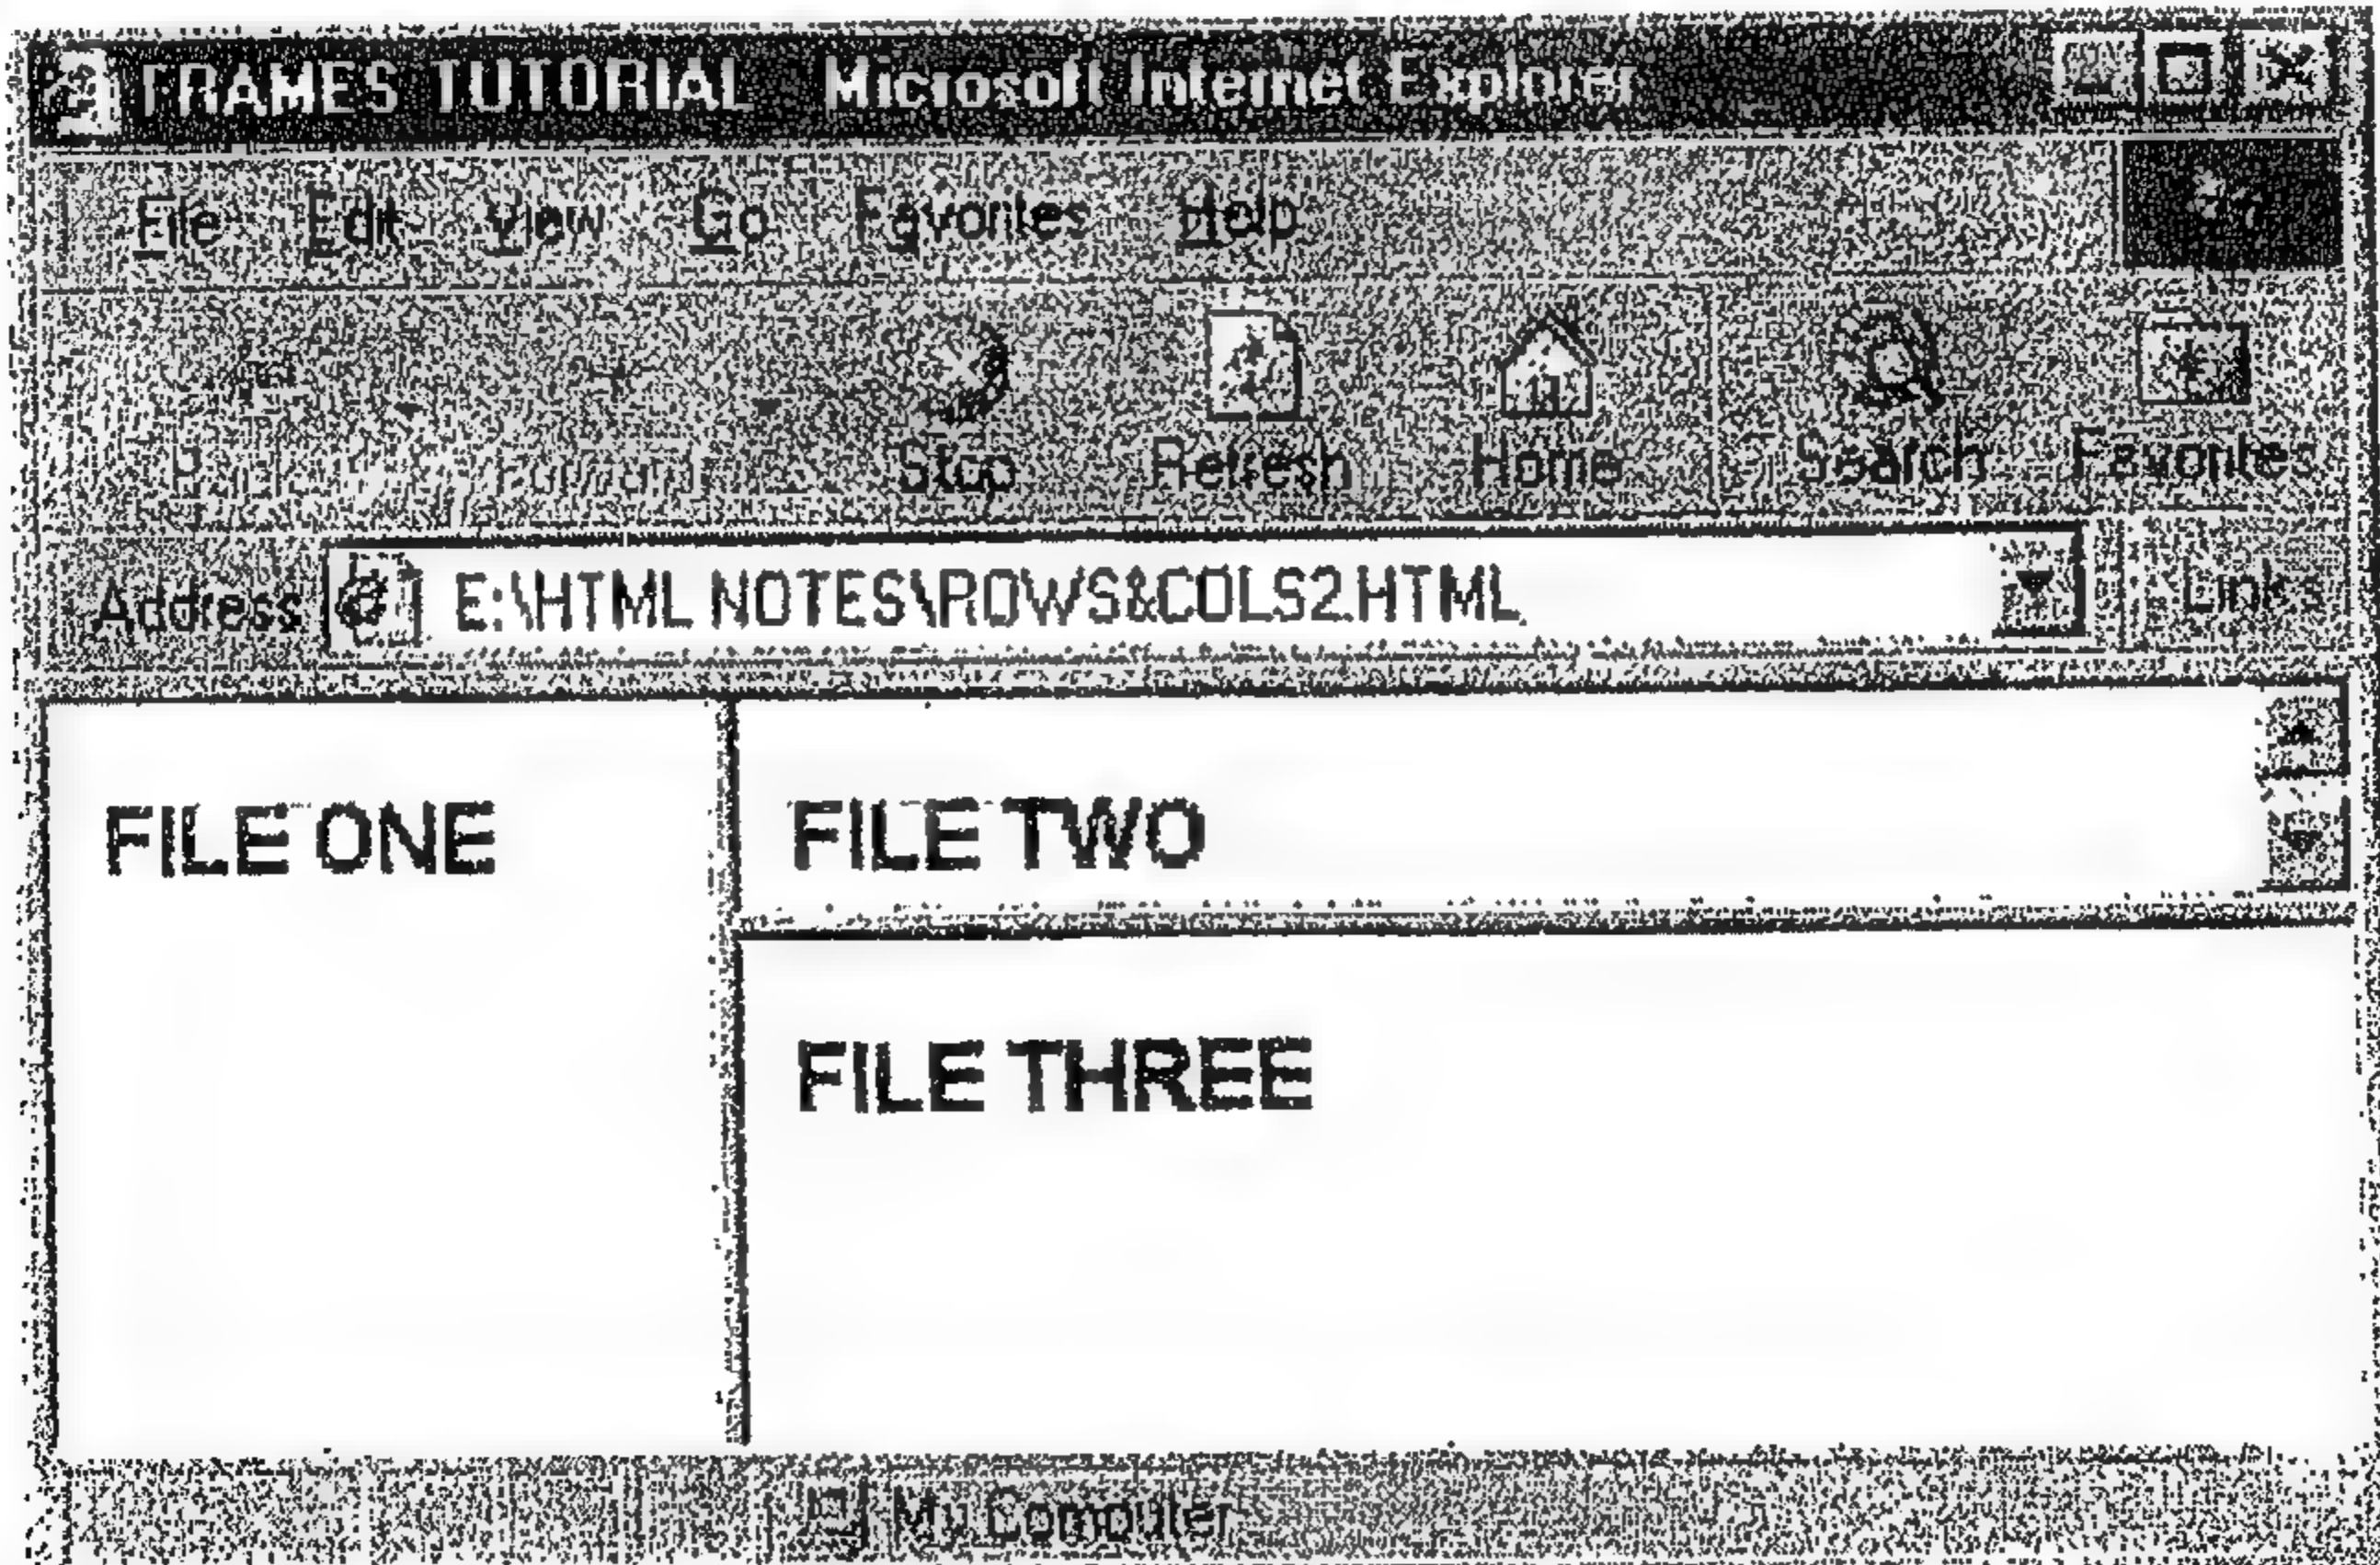 FRAMES TUTORIAL Microsoft Internet Explorer
File Edit View Go Favorites Help
Stop Refresh Home Search Favorites
Address E:\HTML NOTES\ROWS&COLS2.HTML Links
FILE ONE
FILE TWO
FILE THREE
My Computer